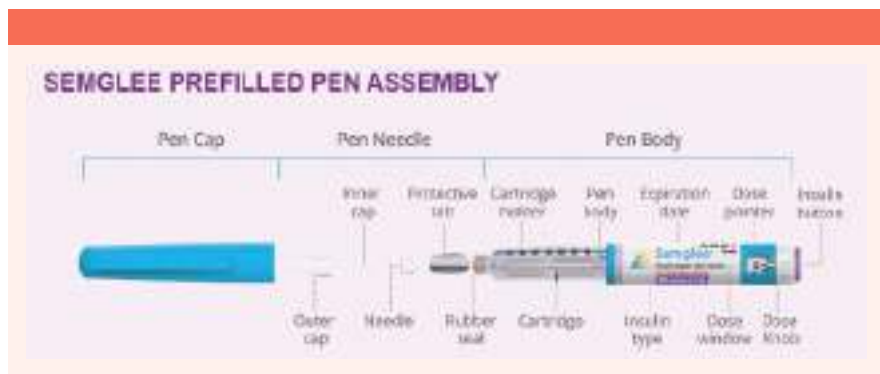 SEMGLEE PREFILLED PEN ASSEMBLY
Pen Cap Pen Needle Pen Body
Inner cap Protective Cartridge holder Pen body Expiration date Dose pointer Insulin button
Semglee
Outer cap Needle Rubber seal Cartridge Insulin type Dose window Dose Knob